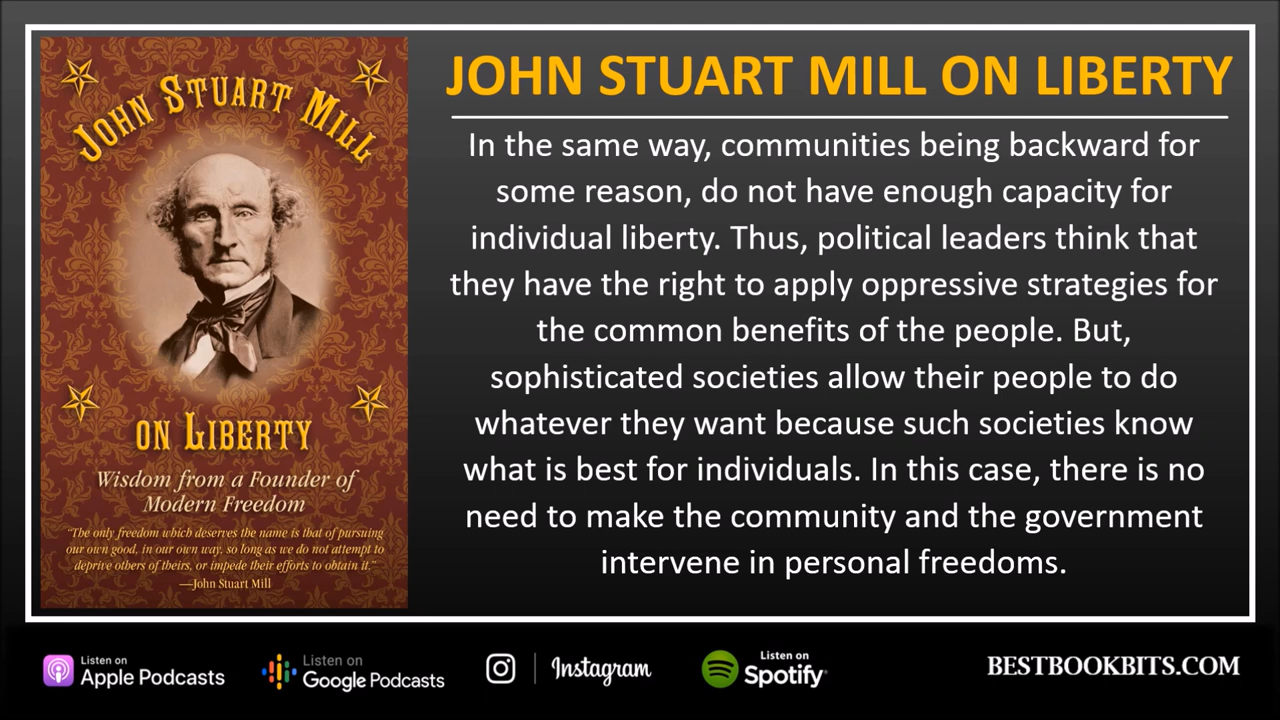 JOHN STUART MILL
ON LIBERTY
Wisdom from a Founder of
Modern Freedom
"The only freedom which deserves the name is that of pursuing
our own good, in our own way, so long as we do not attempt to
deprive others of theirs, or impede their efforts to obtain it."
—John Stuart Mill
JOHN STUART MILL ON LIBERTY
In the same way, communities being backward for
some reason, do not have enough capacity for
individual liberty. Thus, political leaders think that
they have the right to apply oppressive strategies for
the common benefits of the people. But,
sophisticated societies allow their people to do
whatever they want because such societies know
what is best for individuals. In this case, there is no
need to make the community and the government
intervene in personal freedoms.
Listen on
Apple Podcasts
Listen on
Google Podcasts
Instagram
Listen on
Spotify
BESTBOOKBITS.COM